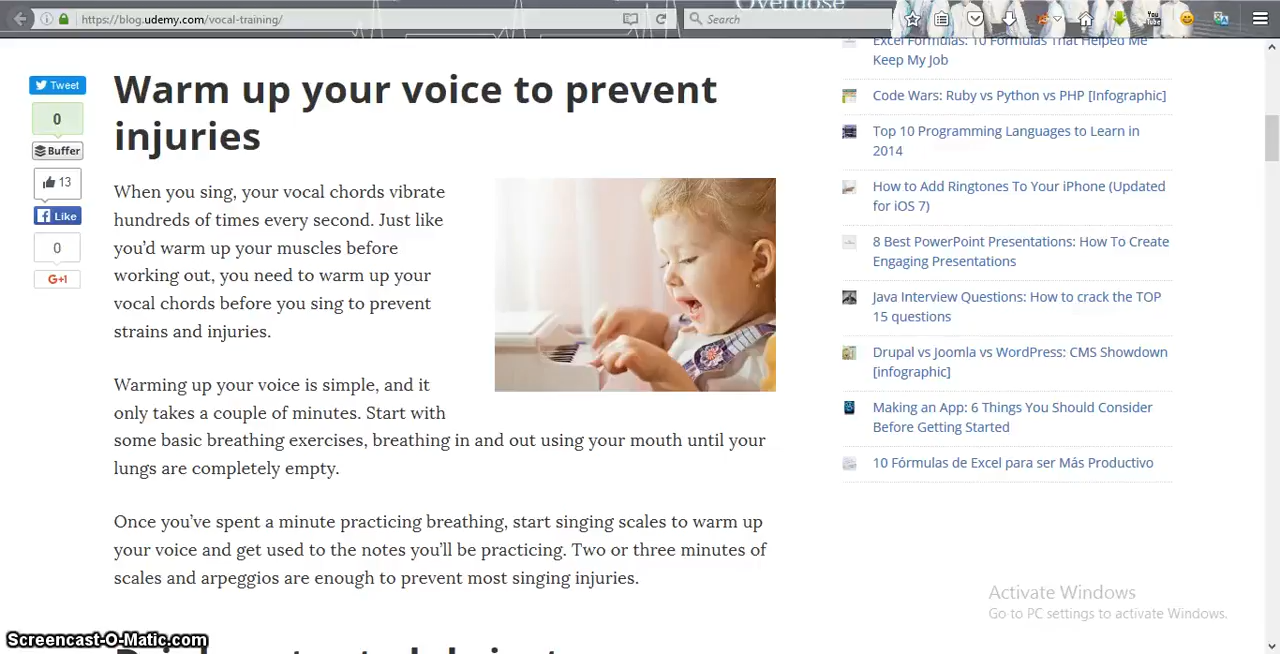 Overdose
https://blog.udemy.com/vocal-training/
Search
You
Tube
Tweet
0
Buffer
13
Like
0
G+1
Warm up your voice to prevent
injuries
When you sing, your vocal chords vibrate
hundreds of times every second. Just like
you’d warm up your muscles before
working out, you need to warm up your
vocal chords before you sing to prevent
strains and injuries.
Warming up your voice is simple, and it
only takes a couple of minutes. Start with
some basic breathing exercises, breathing in and out using your mouth until your
lungs are completely empty.
Once you’ve spent a minute practicing breathing, start singing scales to warm up
your voice and get used to the notes you’ll be practicing. Two or three minutes of
scales and arpeggios are enough to prevent most singing injuries.
Excel Formulas: 10 Formulas That Helped Me
Keep My Job
Code Wars: Ruby vs Python vs PHP [Infographic]
Top 10 Programming Languages to Learn in
2014
How to Add Ringtones To Your iPhone (Updated
for iOS 7)
8 Best PowerPoint Presentations: How To Create
Engaging Presentations
Java Interview Questions: How to crack the TOP
15 questions
Drupal vs Joomla vs WordPress: CMS Showdown
[infographic]
Making an App: 6 Things You Should Consider
Before Getting Started
10 Fórmulas de Excel para ser Más Productivo
Activate Windows
Go to PC settings to activate Windows.
Screencast-O-Matic.com